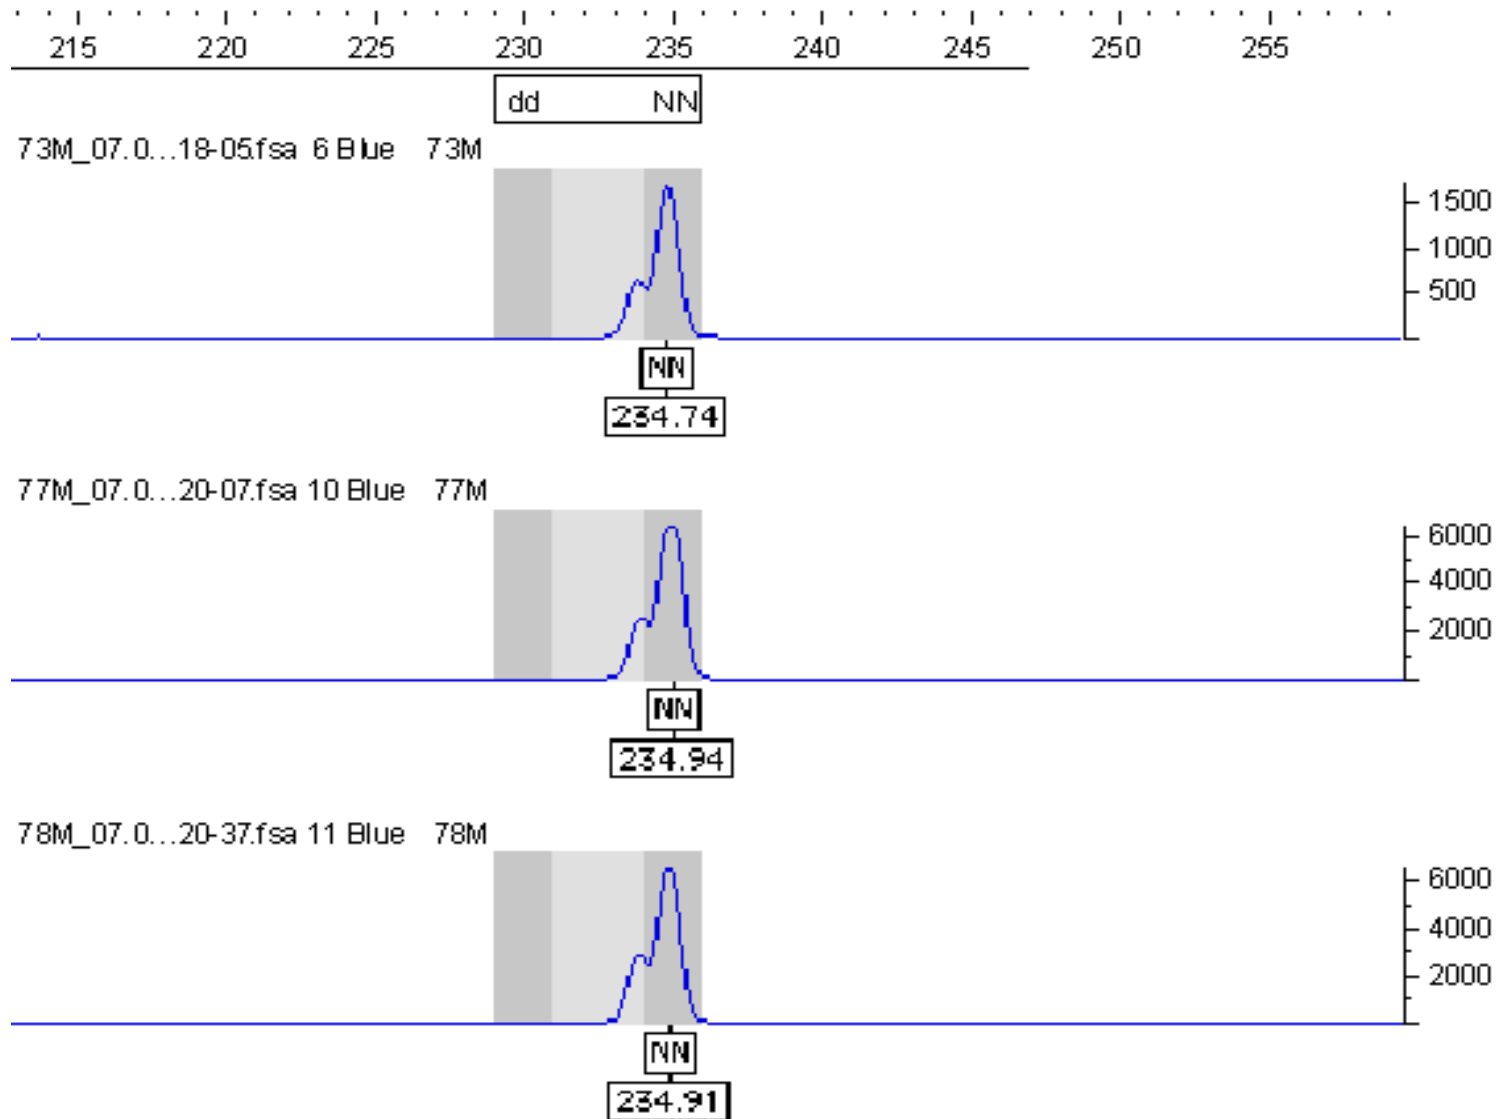 215 220 225 230 235 240 245 250 255
dd NN
73M_07.0...18-05.fsa 6 Blue 73M
1500
1000
500
NN
234.74
77M_07.0...20-07.fsa 10 Blue 77M
6000
4000
2000
NN
234.94
78M_07.0...20-37.fsa 11 Blue 78M
6000
4000
2000
NN
234.91